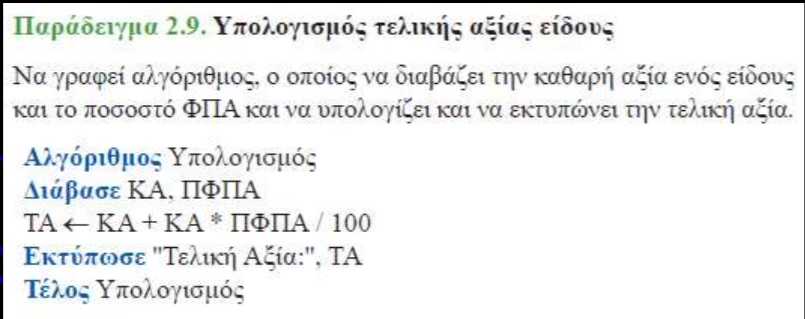 Παράδειγμα 2.9. Υπολογισμός τελικής αξίας είδους
Να γραφεί αλγόριθμος, ο οποίος να διαβάζει την καθαρή αξία ενός είδους
και το ποσοστό ΦΠΑ και να υπολογίζει και να εκτυπώνει την τελική αξία.
Αλγόριθμος Υπολογισμός
Διάβασε ΚΑ, ΠΦΠΑ
ΤΑ ← ΚΑ + ΚΑ * ΠΦΠΑ / 100
Εκτύπωσε "Τελική Αξία:", ΤΑ
Τέλος Υπολογισμός